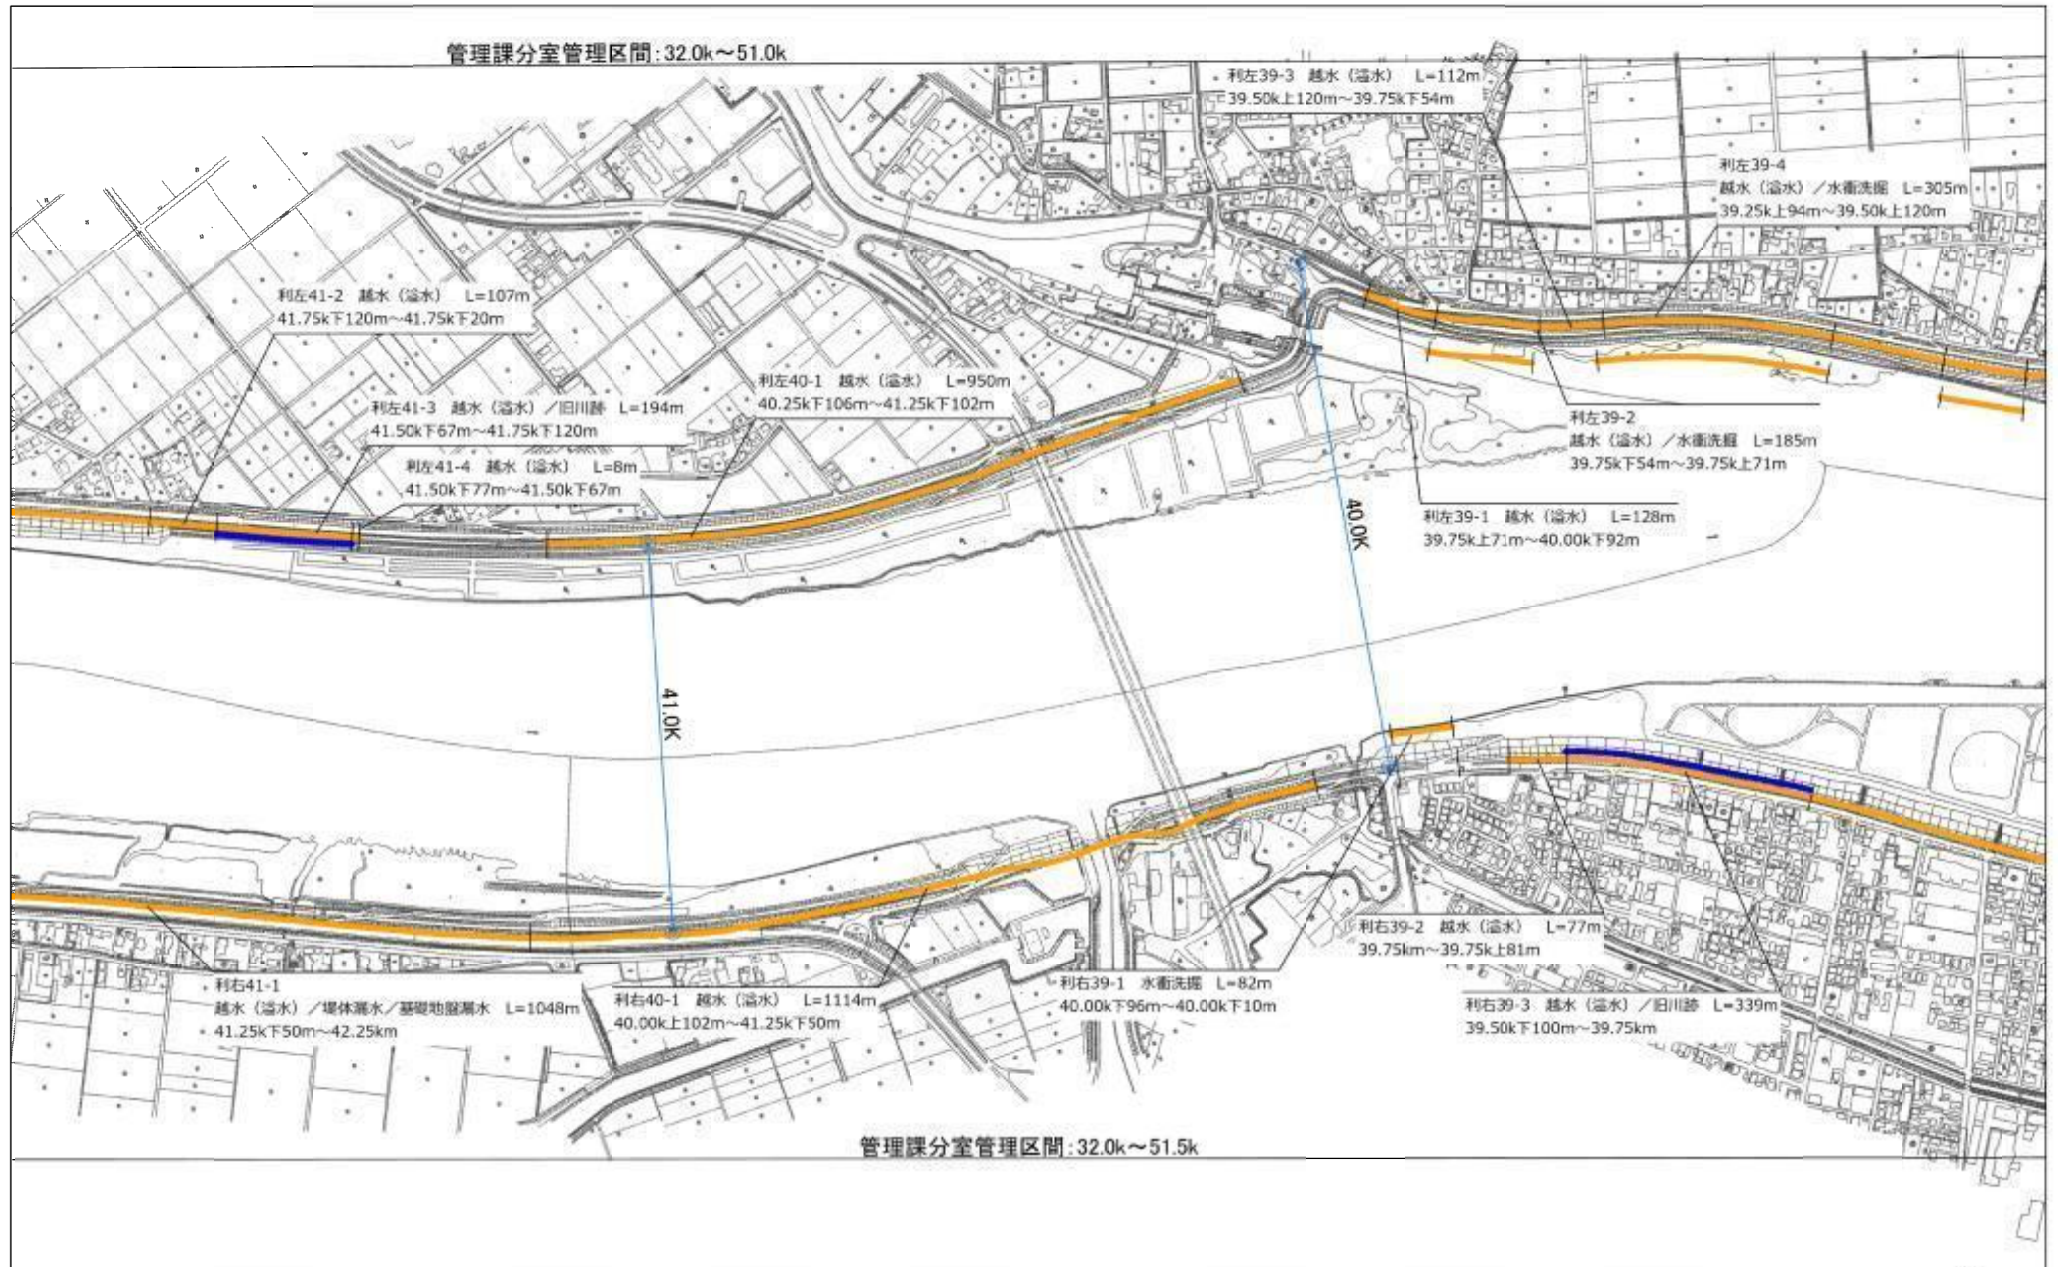 管理課分室管理区間:32.0k～51.0k
利左39-3 越水（溢水） L=112m
39.50k上120m～39.75k下54m
利左39-4
越水（溢水）／水衝洗掘 L=305m
39.25k上94m～39.50k上120m
利左41-2 越水（溢水） L=107m
41.75k下120m～41.75k下20m
利左40-1 越水（溢水） L=950m
40.25k下106m～41.25k下102m
利左41-3 越水（溢水）／旧川跡 L=194m
41.50k下67m～41.75k下120m
利左39-2
越水（溢水）／水衝洗掘 L=185m
39.75k下54m～39.75k上71m
利左41-4 越水（溢水） L=8m
41.50k下77m～41.50k下67m
利左39-1 越水（溢水） L=128m
39.75k上71m～40.00k下92m
40.0K
41.0K
利右39-2 越水（溢水） L=77m
39.75km～39.75k上81m
利右41-1
越水（溢水）／堤体漏水／基礎地盤漏水 L=1048m
41.25k下50m～42.25km
利右40-1 越水（溢水） L=1114m
40.00k上102m～41.25k下50m
利右39-1 水衝洗掘 L=82m
40.00k下96m～40.00k下10m
利右39-3 越水（溢水）／旧川跡 L=339m
39.50k下100m～39.75km
管理課分室管理区間:32.0k～51.5k